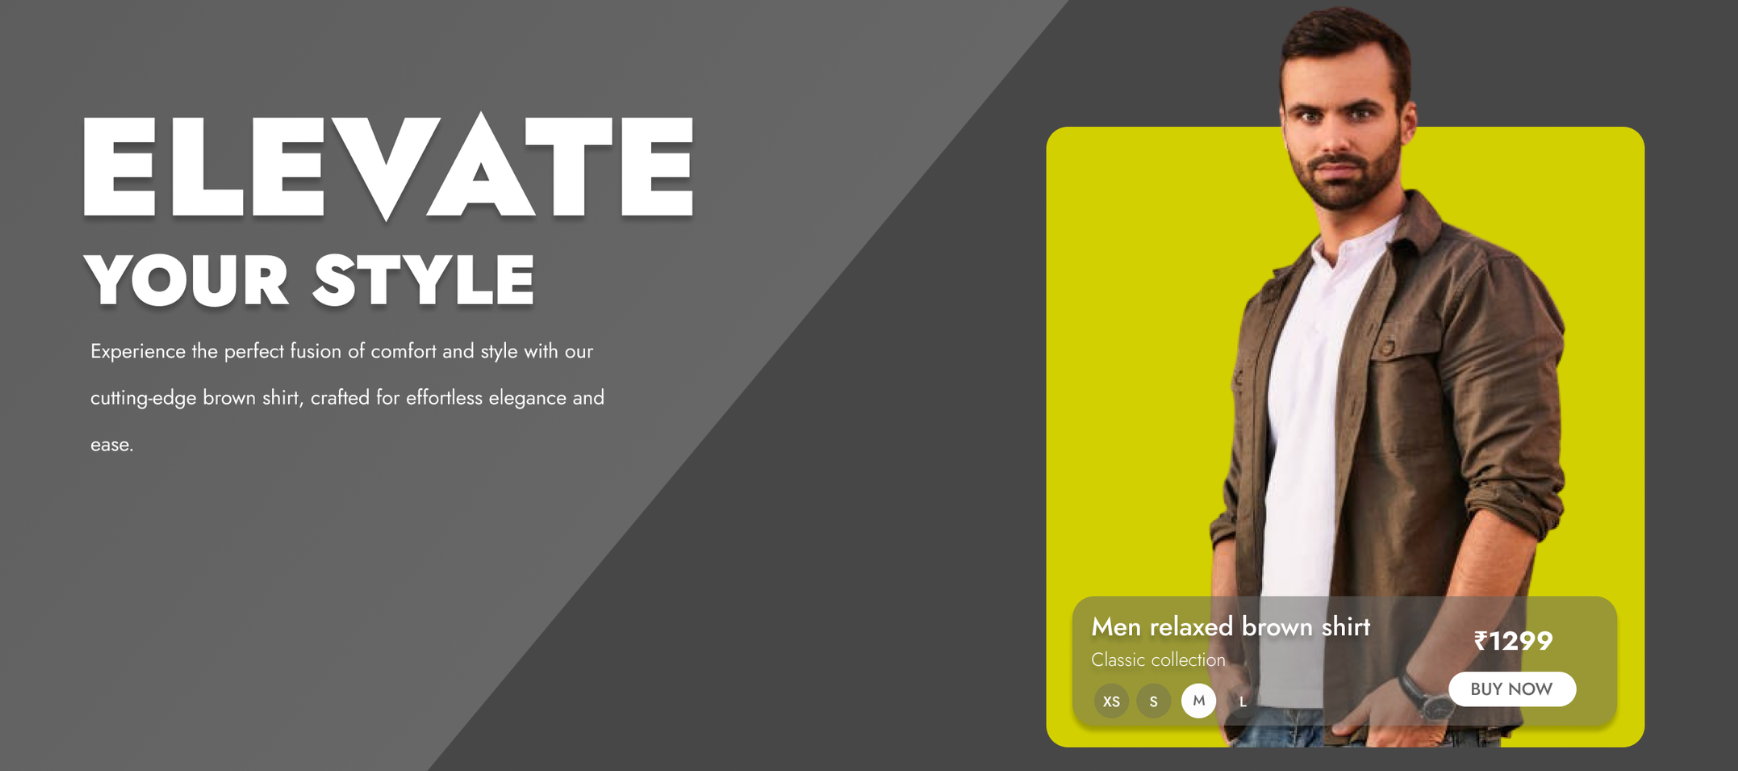 ELEVATE
YOUR STYLE
Experience the perfect fusion of comfort and style with our
cutting-edge brown shirt, crafted for effortless elegance and
ease.
Men relaxed brown shirt
Classic collection
XS S M L
₹1299
BUY NOW